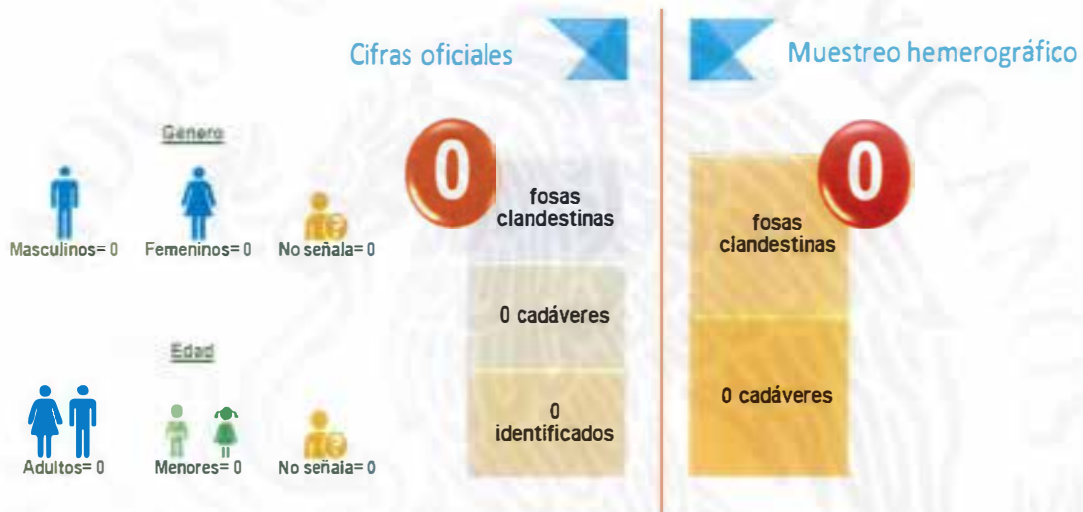 Cifras oficiales
Muestreo hemerográfico
Género
Masculinos= 0
Femeninos= 0
No señala= 0
Edad
Adultos= 0
Menores= 0
No señala= 0
0
fosas
clandestinas
0 cadáveres
0
identificados
0
fosas
clandestinas
0 cadáveres